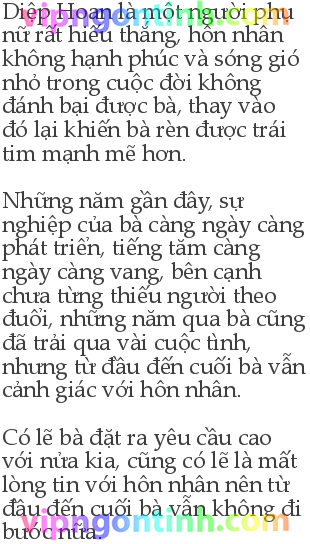 Diệp Hoan là một người phụ
nữ rất hiếu thắng, hôn nhân
không hạnh phúc và sóng gió
nhỏ trong cuộc đời không
đánh bại được bà, thay vào
đó lại khiến bà rèn được trái
tim mạnh mẽ hơn.
Những năm gần đây, sự
nghiệp của bà càng ngày càng
phát triển, tiếng tăm càng
ngày càng vang, bên cạnh
chưa từng thiếu người theo
đuổi, những năm qua bà cũng
đã trải qua vài cuộc tình,
nhưng từ đầu đến cuối bà vẫn
cảnh giác với hôn nhân.
Có lẽ bà đặt ra yêu cầu cao
với nửa kia, cũng có lẽ là mất
lòng tin với hôn nhân nên từ
đầu đến cuối bà vẫn không đi
bước nữa.
vipngontinh.com
vipngontinh.com